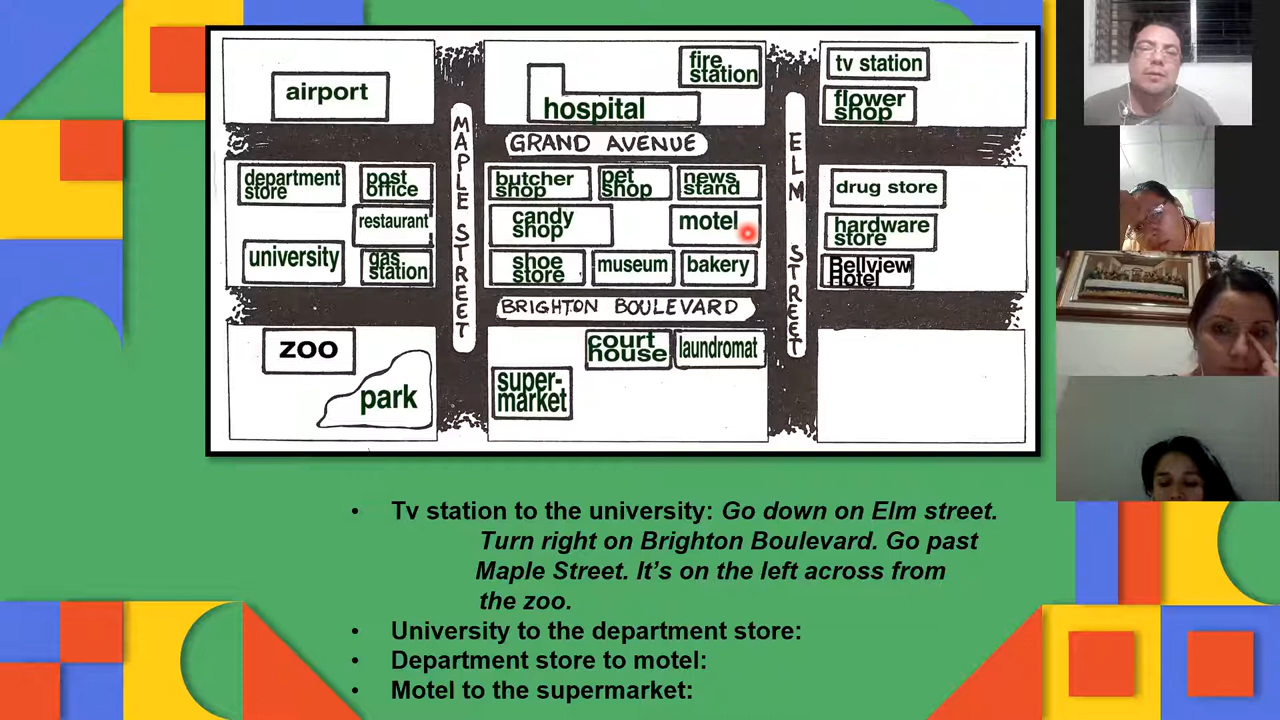 airport
hospital
fire
station
tv station
flower
shop
GRAND AVENUE
MAPLE STREET
ELM STREET
department
store
post
office
restaurant
university
gas
station
butcher
shop
pet
shop
news
stand
candy
shop
motel
shoe
store
museum
bakery
drug store
hardware
store
Bellview
Hotel
BRIGHTON BOULEVARD
zoo
park
court
house
laundromat
super-
market
• Tv station to the university: Go down on Elm street.
Turn right on Brighton Boulevard. Go past
Maple Street. It's on the left across from
the zoo.
• University to the department store:
• Department store to motel:
• Motel to the supermarket: